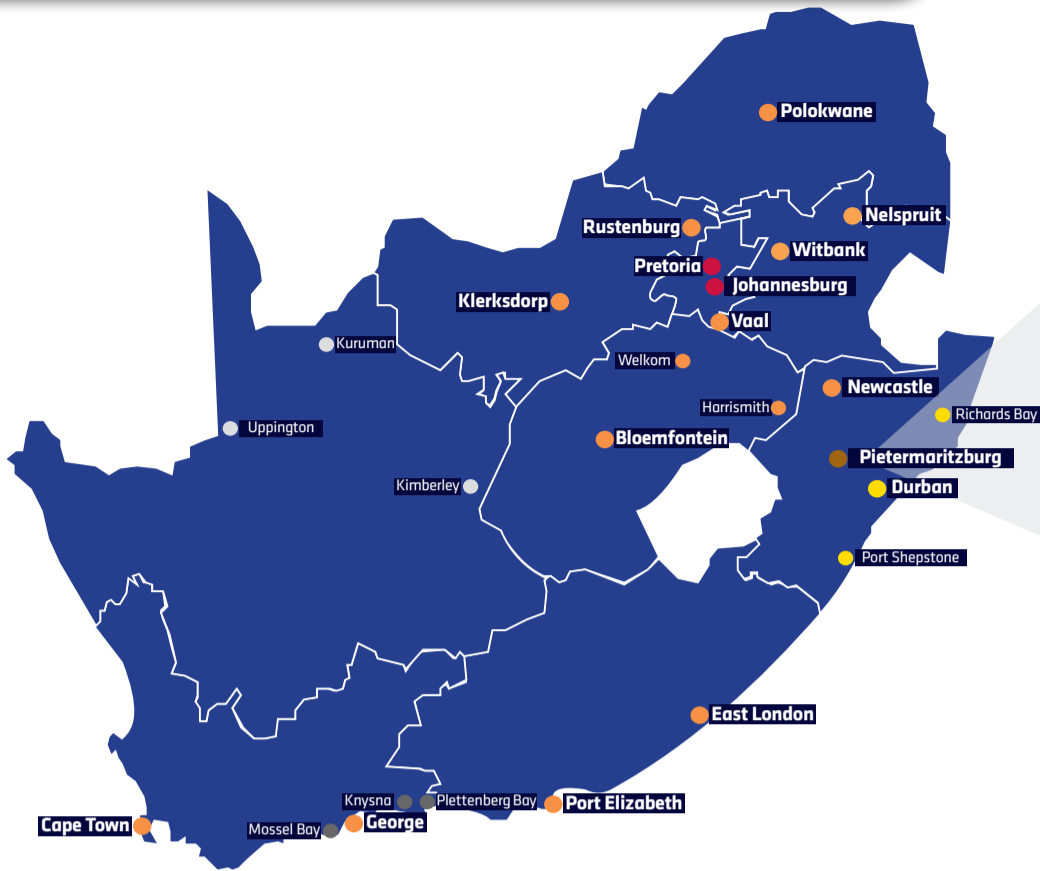 Polokwane
Nelspruit
Rustenburg
Witbank
Pretoria
Johannesburg
Klerksdorp
Vaal
Kuruman
Welkom
Newcastle
Harrismith
Richards Bay
Uppington
Bloemfontein
Pietermaritzburg
Kimberley
Durban
Port Shepstone
East London
Knysna
Plettenberg Bay
Port Elizabeth
Cape Town
Mossel Bay
George